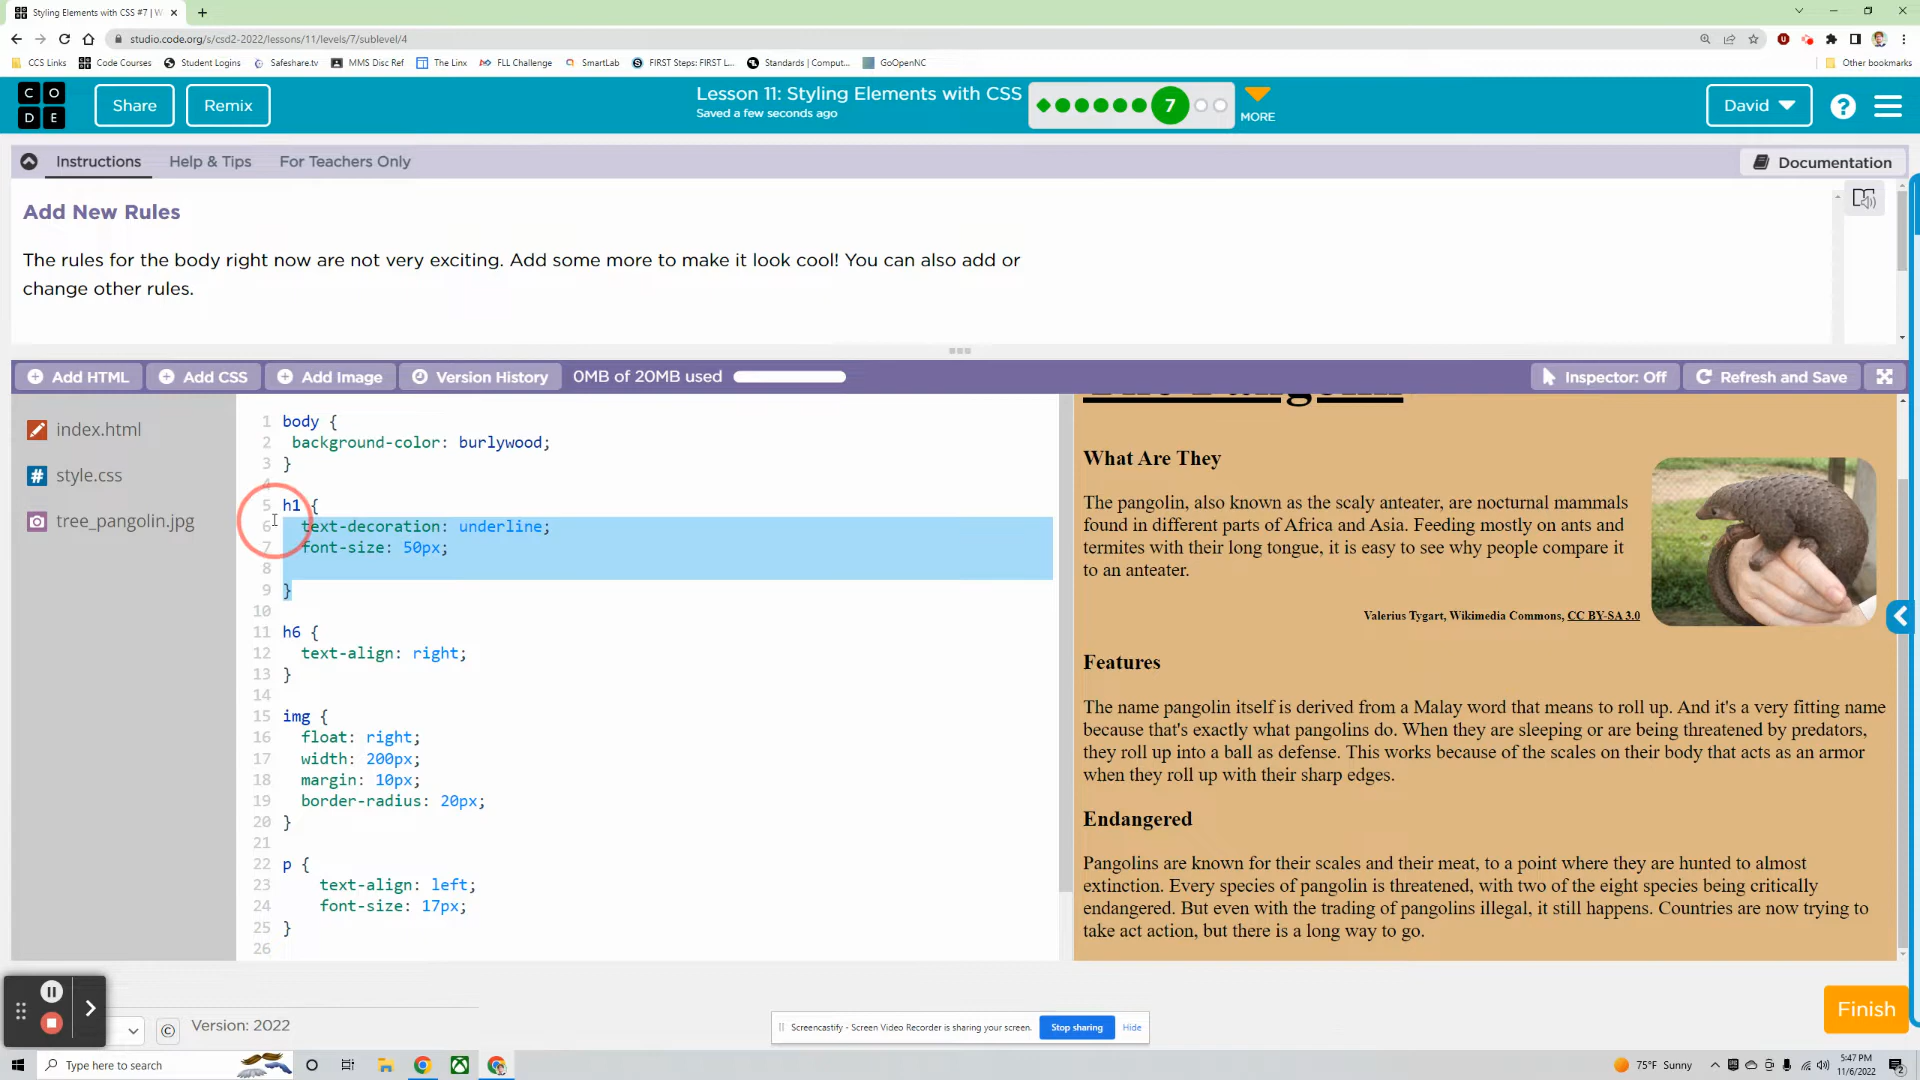 Styling Elements with CSS #7 | W
studio.code.org/s/csd2-2022/lessons/11/levels/7/sublevel/4
CCS Links
Code Courses
Student Logins
Safeshare.tv
MMS Disc Ref
The Linx
FLL Challenge
SmartLab
FIRST Steps: FIRST L...
Standards | Comput...
GoOpenNC
Other bookmarks
C O
D E
Share
Remix
Lesson 11: Styling Elements with CSS
Saved a few seconds ago
7
MORE
David
?
Instructions
Help & Tips
For Teachers Only
Documentation
Add New Rules
The rules for the body right now are not very exciting. Add some more to make it look cool! You can also add or
change other rules.
Add HTML
Add CSS
Add Image
Version History
0MB of 20MB used
Inspector: Off
Refresh and Save
index.html
style.css
tree_pangolin.jpg
1 body {
2 background-color: burlywood;
3 }
4
5 h1 {
6 text-decoration: underline;
7 font-size: 50px;
8
9 }
10
11 h6 {
12 text-align: right;
13 }
14
15 img {
16 float: right;
17 width: 200px;
18 margin: 10px;
19 border-radius: 20px;
20 }
21
22 p {
23 text-align: left;
24 font-size: 17px;
25 }
26
What Are They
The pangolin, also known as the scaly anteater, are nocturnal mammals
found in different parts of Africa and Asia. Feeding mostly on ants and
termites with their long tongue, it is easy to see why people compare it
to an anteater.
Valerius Tygart, Wikimedia Commons, CC BY-SA 3.0
Features
The name pangolin itself is derived from a Malay word that means to roll up. And it's a very fitting name
because that's exactly what pangolins do. When they are sleeping or are being threatened by predators,
they roll up into a ball as defense. This works because of the scales on their body that acts as an armor
when they roll up with their sharp edges.
Endangered
Pangolins are known for their scales and their meat, to a point where they are hunted to almost
extinction. Every species of pangolin is threatened, with two of the eight species being critically
endangered. But even with the trading of pangolins illegal, it still happens. Countries are now trying to
take act action, but there is a long way to go.
Finish
© Version: 2022
Screencastify - Screen Video Recorder is sharing your screen.
Stop sharing
Hide
Type here to search
75°F Sunny
5:47 PM
11/6/2022